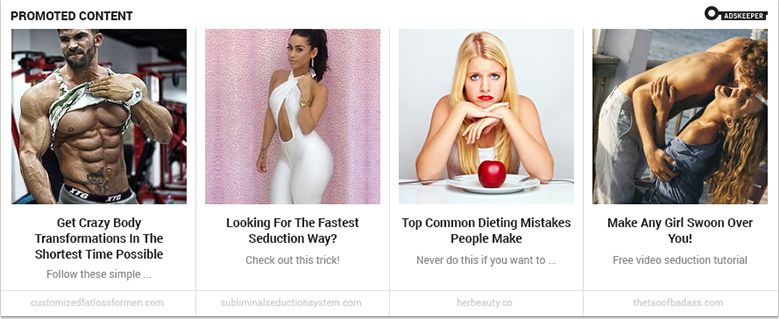 PROMOTED CONTENT
ADSKEEPER
XTG
XTG
Get Crazy Body
Transformations In The
Shortest Time Possible
Follow these simple ...
customizedfatlossformen.com
Looking For The Fastest
Seduction Way?
Check out this trick!
subliminalseductionsystem.com
Top Common Dieting Mistakes
People Make
Never do this if you want to ...
herbeauty.co
Make Any Girl Swoon Over
You!
Free video seduction tutorial
thetaoofbadass.com